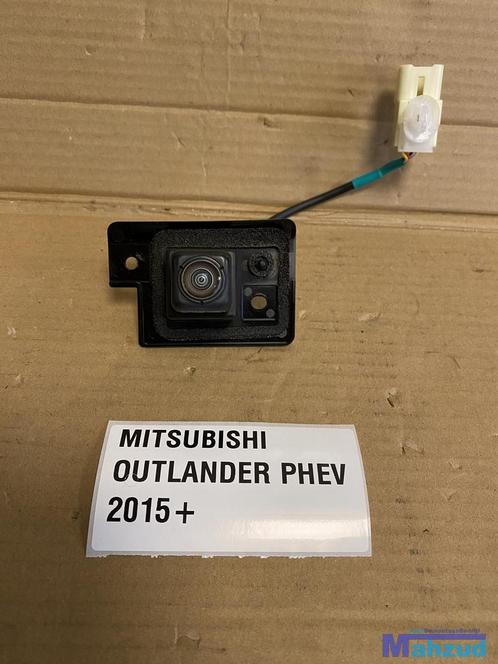 MITSUBISHI
OUTLANDER PHEV
2015+
Mahzud